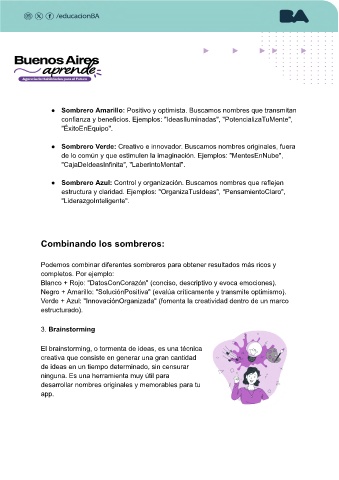 /educacionBA
BA
Buenos Aires
aprende
● Sombrero Amarillo: Positivo y optimista. Buscamos nombres que transmitan
confianza y beneficios. Ejemplos: "IdeasIluminadas", "PotencializaTuMente",
"ÉxitoEnEquipo".
● Sombrero Verde: Creativo e innovador. Buscamos nombres originales, fuera
de lo común y que estimulen la imaginación. Ejemplos: "MentesEnNube",
"CajaDeIdeasInfinita", "LaberintoMental".
● Sombrero Azul: Control y organización. Buscamos nombres que reflejen
estructura y claridad. Ejemplos: "OrganizaTusIdeas", "PensamientoClaro",
"LiderazgoInteligente".
Combinando los sombreros:
Podemos combinar diferentes sombreros para obtener resultados más ricos y
completos. Por ejemplo:
Blanco + Rojo: "DatosConCorazón" (conciso, descriptivo y evoca emociones).
Negro + Amarillo: "SoluciónPositiva" (evalúa críticamente y transmite optimismo).
Verde + Azul: "InnovaciónOrganizada" (fomenta la creatividad dentro de un marco
estructurado).
3. Brainstorming
El brainstorming, o tormenta de ideas, es una técnica
creativa que consiste en generar una gran cantidad
de ideas en un tiempo determinado, sin censurar
ninguna. Es una herramienta muy útil para
desarrollar nombres originales y memorables para tu
app.